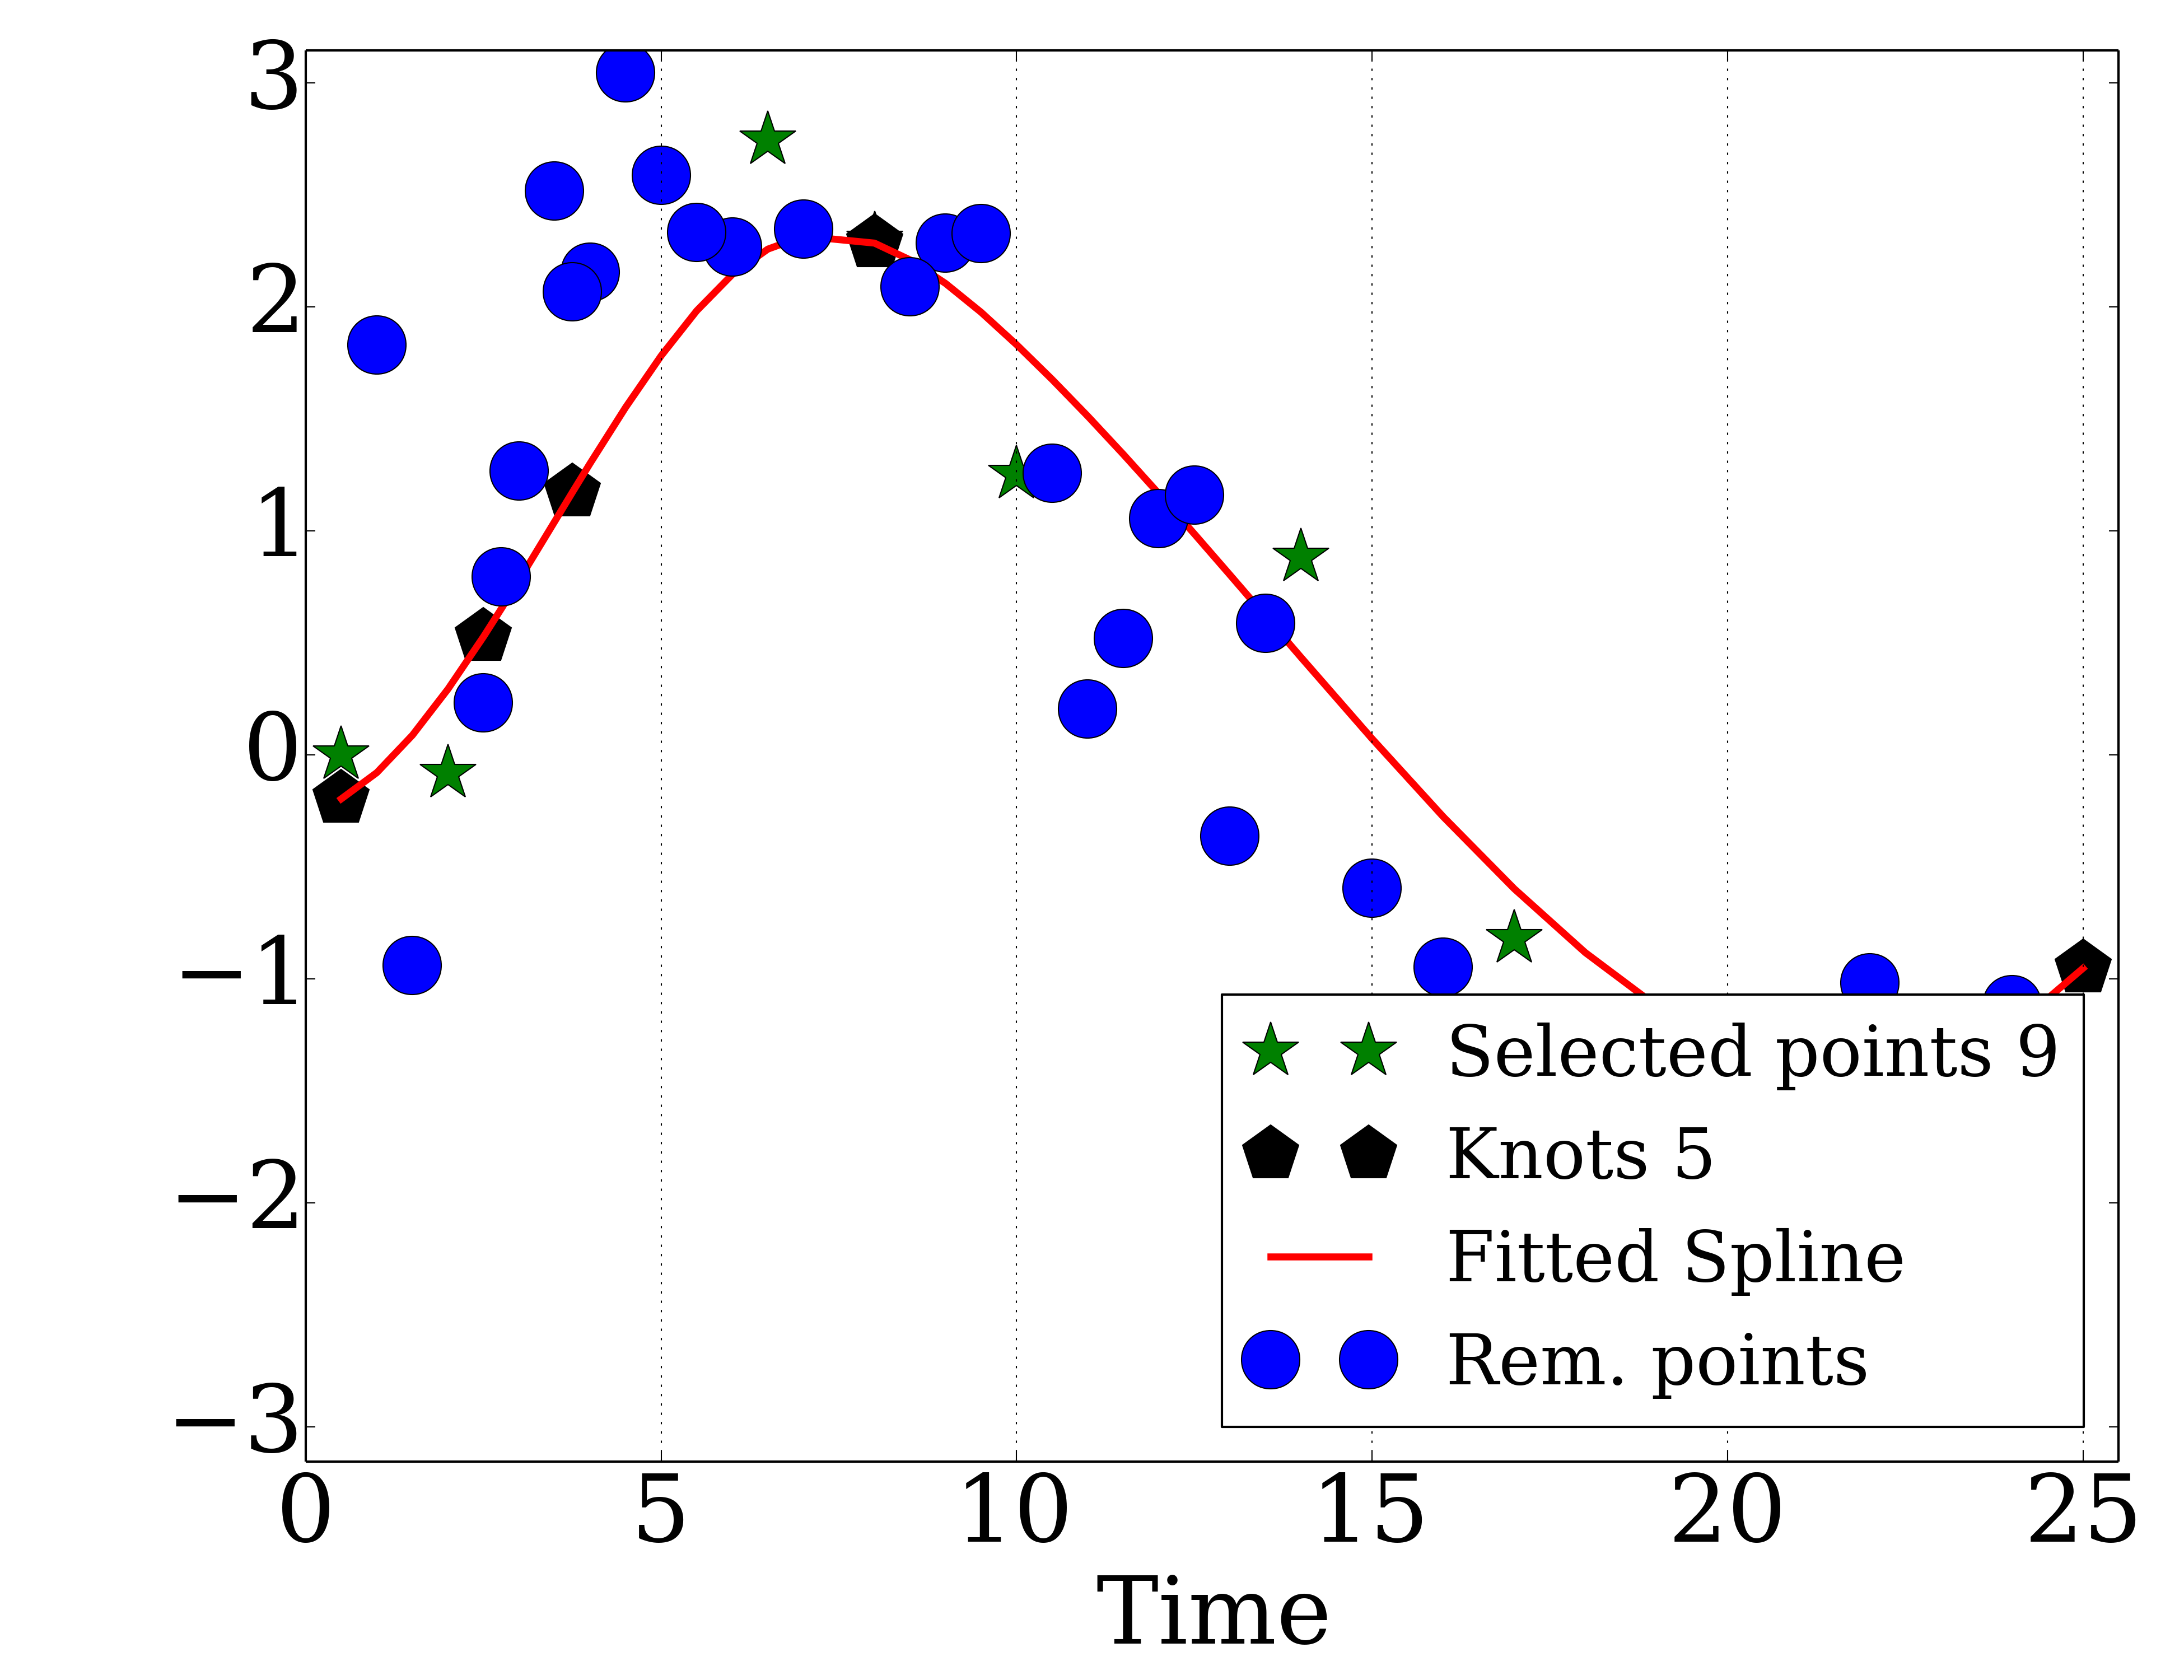 3
2
1
0
−1
−2
−3
Selected points 9
Knots 5
Fitted Spline
Rem. points
0 5 10 15 20 25
Time